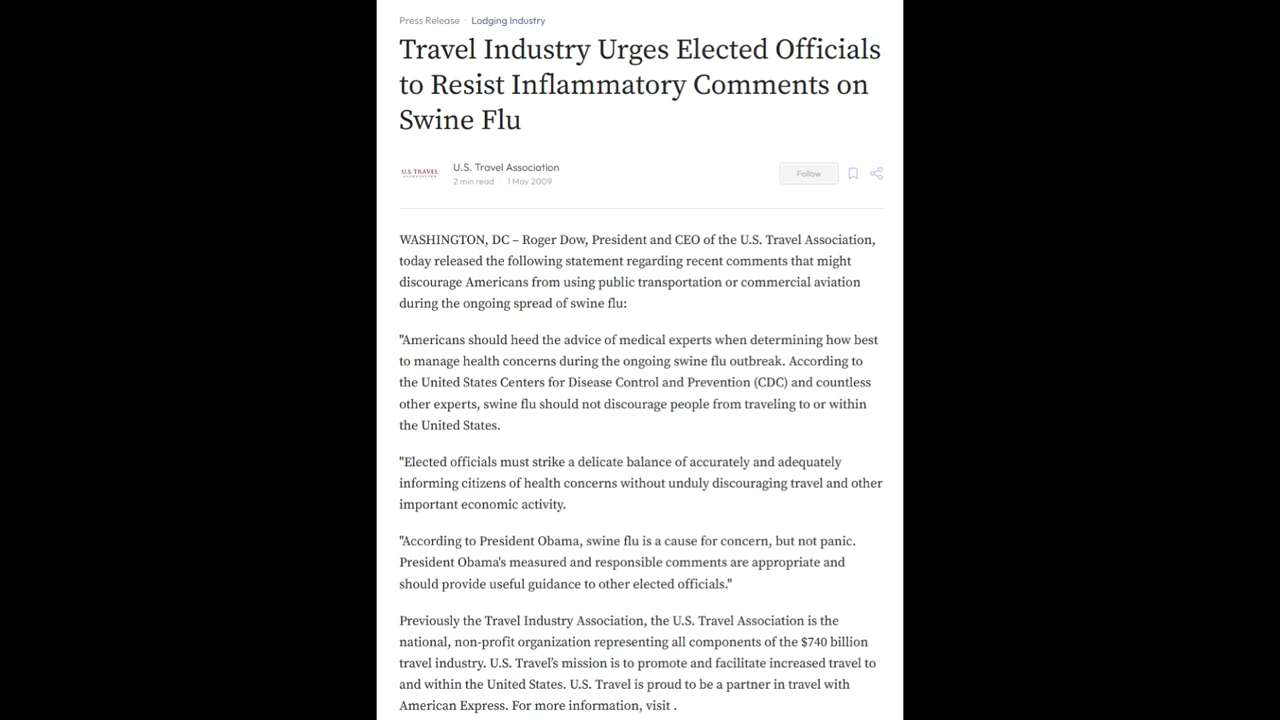 Press Release · Lodging Industry
Travel Industry Urges Elected Officials
to Resist Inflammatory Comments on
Swine Flu
U.S. TRAVEL
ASSOCIATION
U.S. Travel Association
2 min read · 1 May 2009
Follow
WASHINGTON, DC – Roger Dow, President and CEO of the U.S. Travel Association,
today released the following statement regarding recent comments that might
discourage Americans from using public transportation or commercial aviation
during the ongoing spread of swine flu:
"Americans should heed the advice of medical experts when determining how best
to manage health concerns during the ongoing swine flu outbreak. According to
the United States Centers for Disease Control and Prevention (CDC) and countless
other experts, swine flu should not discourage people from traveling to or within
the United States.
"Elected officials must strike a delicate balance of accurately and adequately
informing citizens of health concerns without unduly discouraging travel and other
important economic activity.
"According to President Obama, swine flu is a cause for concern, but not panic.
President Obama's measured and responsible comments are appropriate and
should provide useful guidance to other elected officials."
Previously the Travel Industry Association, the U.S. Travel Association is the
national, non-profit organization representing all components of the $740 billion
travel industry. U.S. Travel's mission is to promote and facilitate increased travel to
and within the United States. U.S. Travel is proud to be a partner in travel with
American Express. For more information, visit .